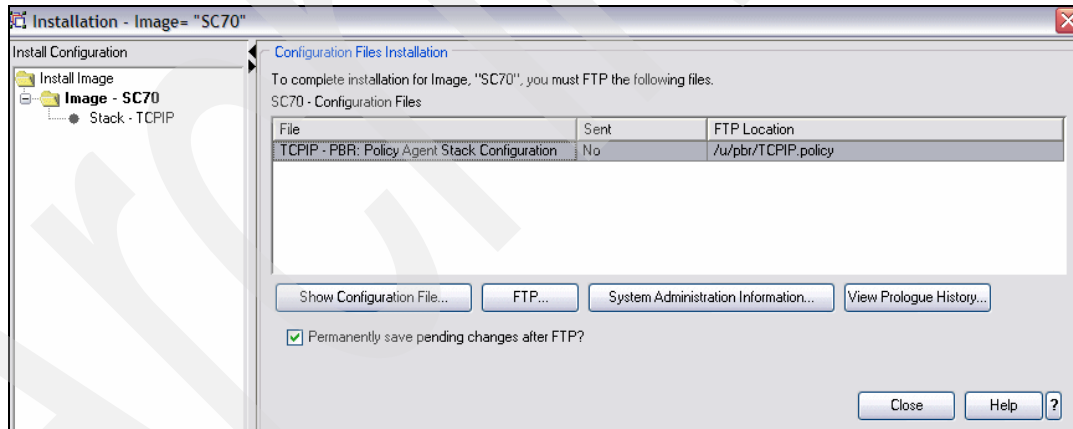 Installation - Image= "SC70"
Install Configuration
Install Image
Image - SC70
Stack - TCPIP
Configuration Files Installation
To complete installation for Image, "SC70", you must FTP the following files.
SC70 - Configuration Files
File Sent FTP Location
TCPIP - PBR: Policy Agent Stack Configuration No /u/pbr/TCPIP.policy
Show Configuration File... FTP... System Administration Information... View Prologue History...
Permanently save pending changes after FTP?
Close Help ?